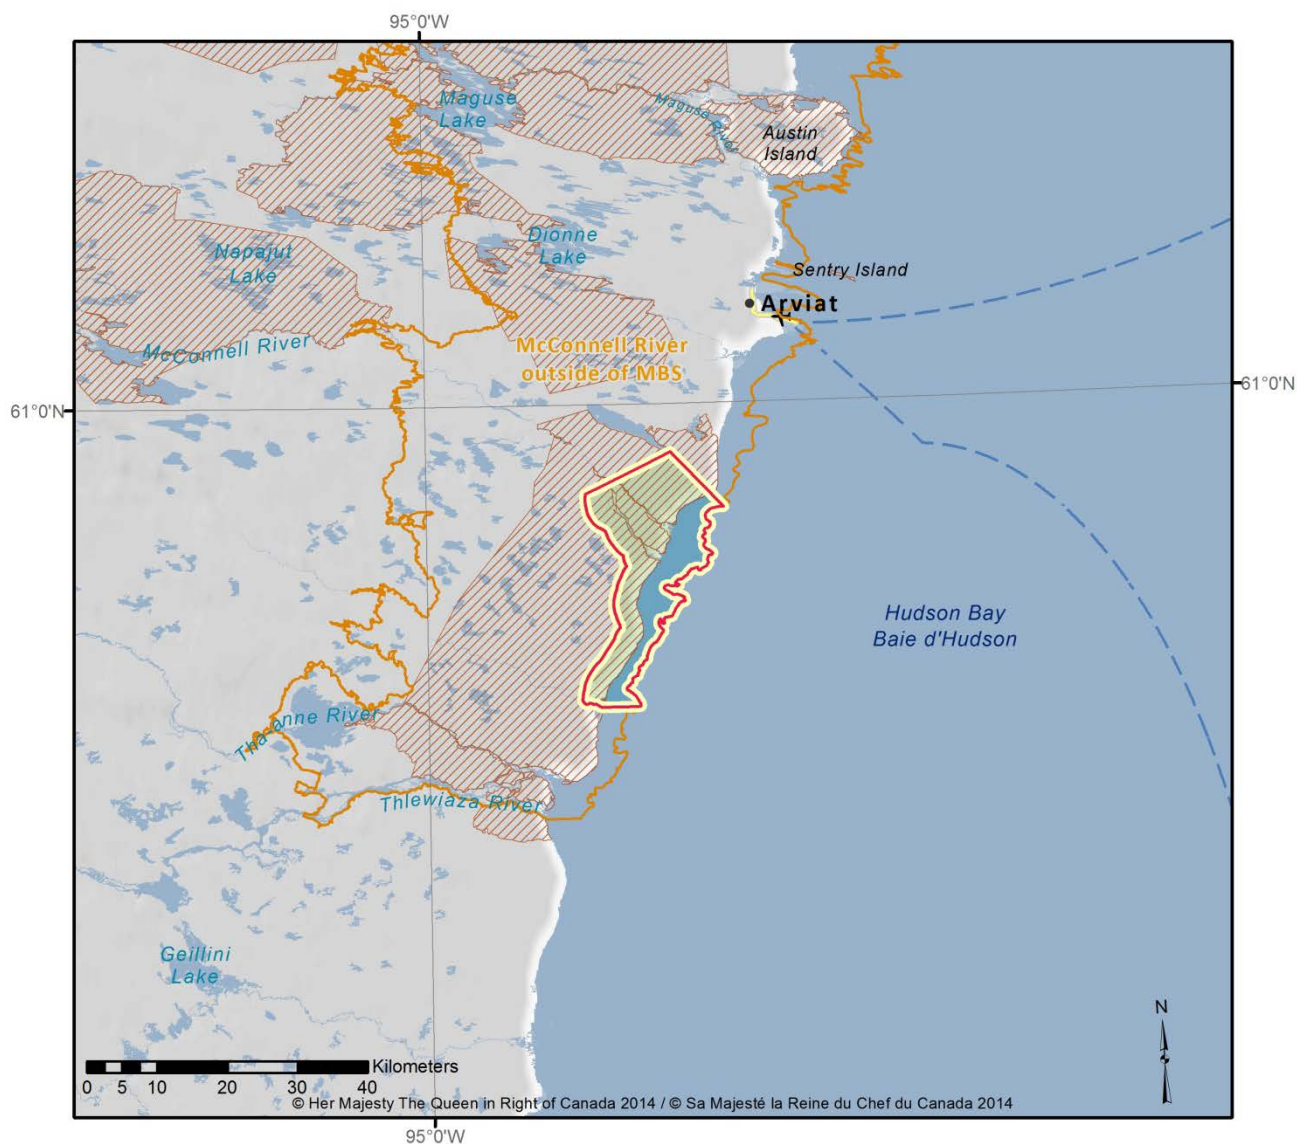 95°0'W
Maguse
Lake
Maguse River
Austin
Island
Napajut
Lake
Dionne
Lake
Sentry Island
Arviat
McConnell River
McConnell River
outside of MBS
61°0'N
61°0'N
Hudson Bay
Baie d'Hudson
Tha anne River
Thlewiaza River
Geillini
Lake
N
Kilometers
0 5 10 20 30 40
© Her Majesty The Queen in Right of Canada 2014 / © Sa Majesté la Reine du Chef du Canada 2014
95°0'W